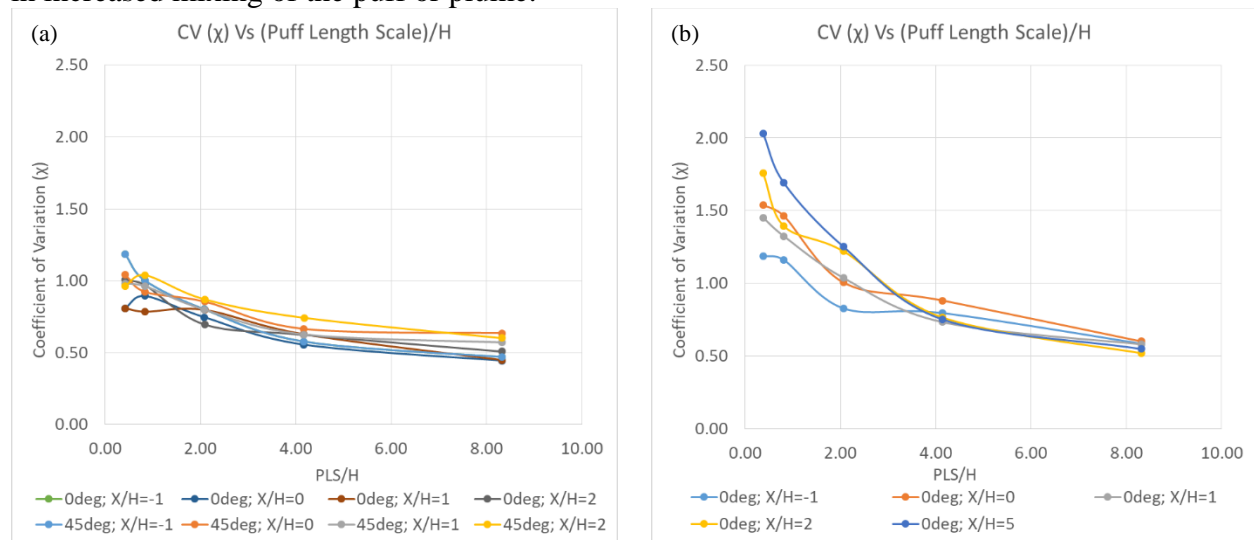 in increased mixing of the puff or plume.
(a) CV (χ) Vs (Puff Length Scale)/H
2.50
2.00
1.50
1.00
0.50
0.00
Coefficient of Variation (χ)
0.00 2.00 4.00 6.00 8.00 10.00
PLS/H
0deg; X/H=-1 0deg; X/H=0 0deg; X/H=1 0deg; X/H=2
45deg; X/H=-1 45deg; X/H=0 45deg; X/H=1 45deg; X/H=2
(b) CV (χ) Vs (Puff Length Scale)/H
2.50
2.00
1.50
1.00
0.50
0.00
Coefficient of Variation (χ)
0.00 2.00 4.00 6.00 8.00 10.00
PLS/H
0deg; X/H=-1 0deg; X/H=0 0deg; X/H=1
0deg; X/H=2 0deg; X/H=5